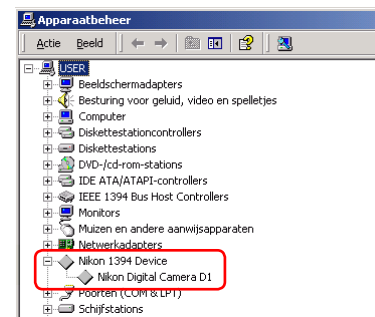 Apparaatbeheer
Actie Beeld
USER
Beeldschermadapters
Besturing voor geluid, video en spelletjes
Computer
Diskettestationcontrollers
Diskettestations
DVD-/cd-rom-stations
IDE ATA/ATAPI-controllers
IEEE 1394 Bus Host Controllers
Monitors
Muizen en andere aanwijsapparaten
Netwerkadapters
Nikon 1394 Device
Nikon Digital Camera D1
Poorten (COM & LPT)
Schijfstations